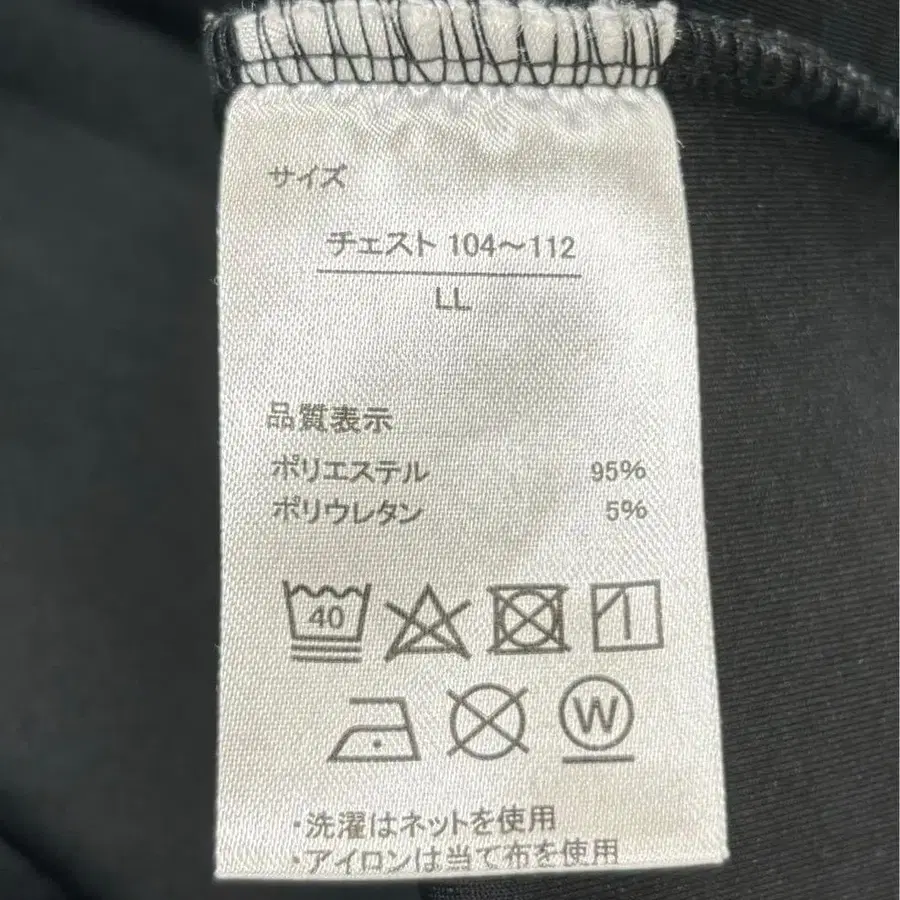 サイズ
チェスト 104～112
LL
品質表示
ポリエステル 95%
ポリウレタン 5%
40
W
・洗濯はネットを使用
・アイロンは当て布を使用